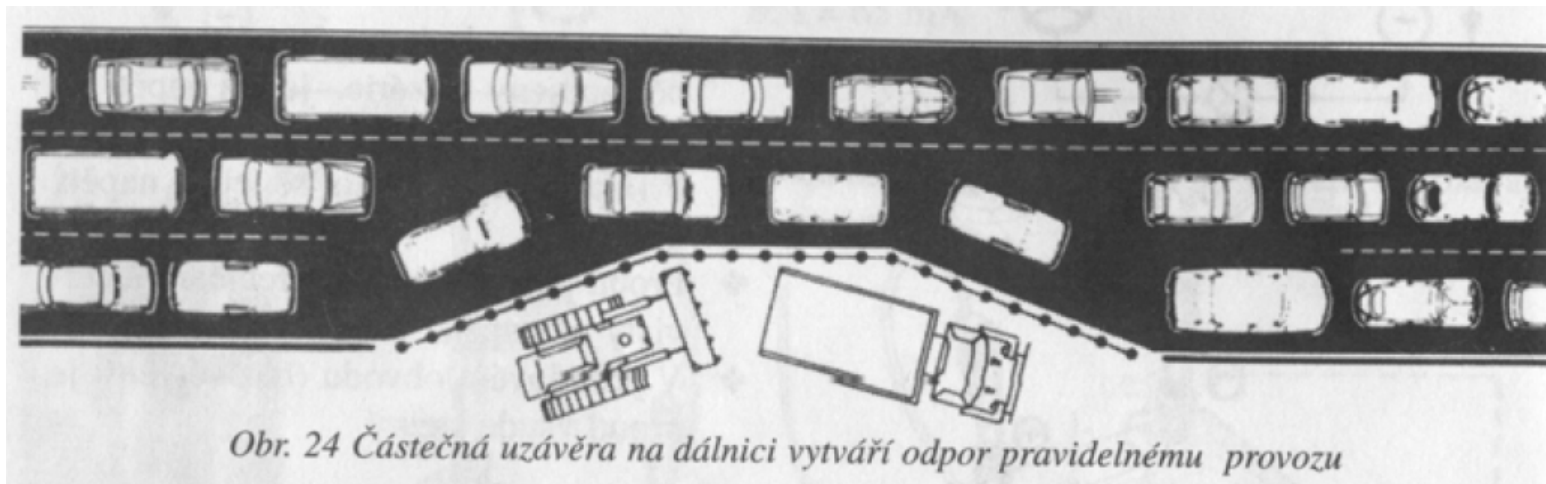 Obr. 24 Částečná uzávěra na dálnici vytváří odpor pravidelnému provozu